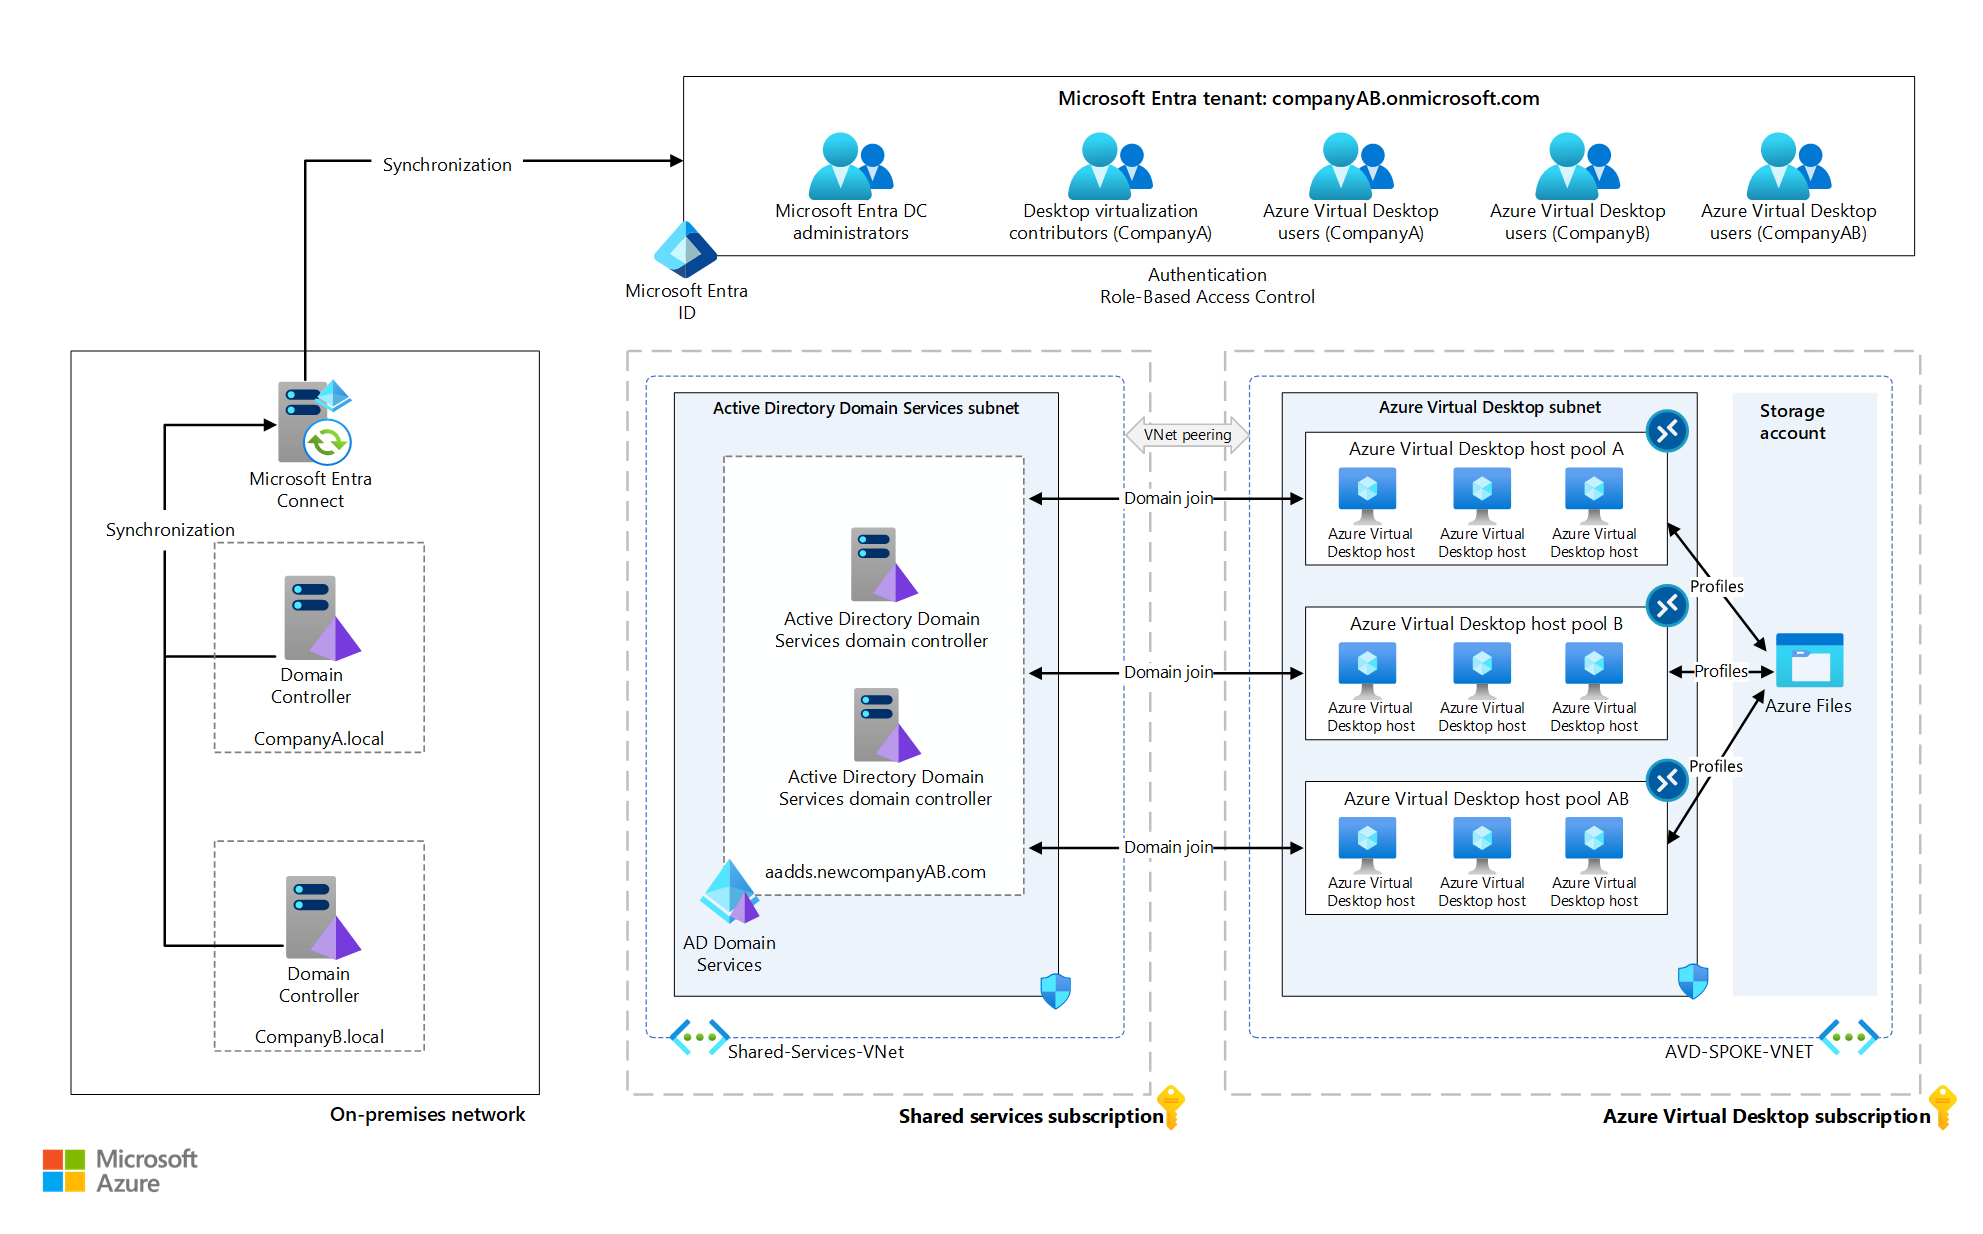 Microsoft Entra tenant: companyAB.onmicrosoft.com
Synchronization
Microsoft Entra DC
administrators
Desktop virtualization
contributors (CompanyA)
Azure Virtual Desktop
users (CompanyA)
Azure Virtual Desktop
users (CompanyB)
Azure Virtual Desktop
users (CompanyAB)
Microsoft Entra
ID
Authentication
Role-Based Access Control
Microsoft Entra
Connect
Synchronization
Domain
Controller
CompanyA.local
Domain
Controller
CompanyB.local
On-premises network
Active Directory Domain Services subnet
Active Directory Domain
Services domain controller
Active Directory Domain
Services domain controller
aadds.newcompanyAB.com
AD Domain
Services
Shared-Services-VNet
Shared services subscription
VNet peering
Domain join
Domain join
Domain join
Azure Virtual Desktop subnet
Azure Virtual Desktop host pool A
Azure Virtual
Desktop host
Azure Virtual
Desktop host
Azure Virtual
Desktop host
Azure Virtual Desktop host pool B
Azure Virtual
Desktop host
Azure Virtual
Desktop host
Azure Virtual
Desktop host
Azure Virtual Desktop host pool AB
Azure Virtual
Desktop host
Azure Virtual
Desktop host
Azure Virtual
Desktop host
Profiles
Profiles
Profiles
Storage
account
Azure Files
AVD-SPOKE-VNET
Azure Virtual Desktop subscription
Microsoft
Azure